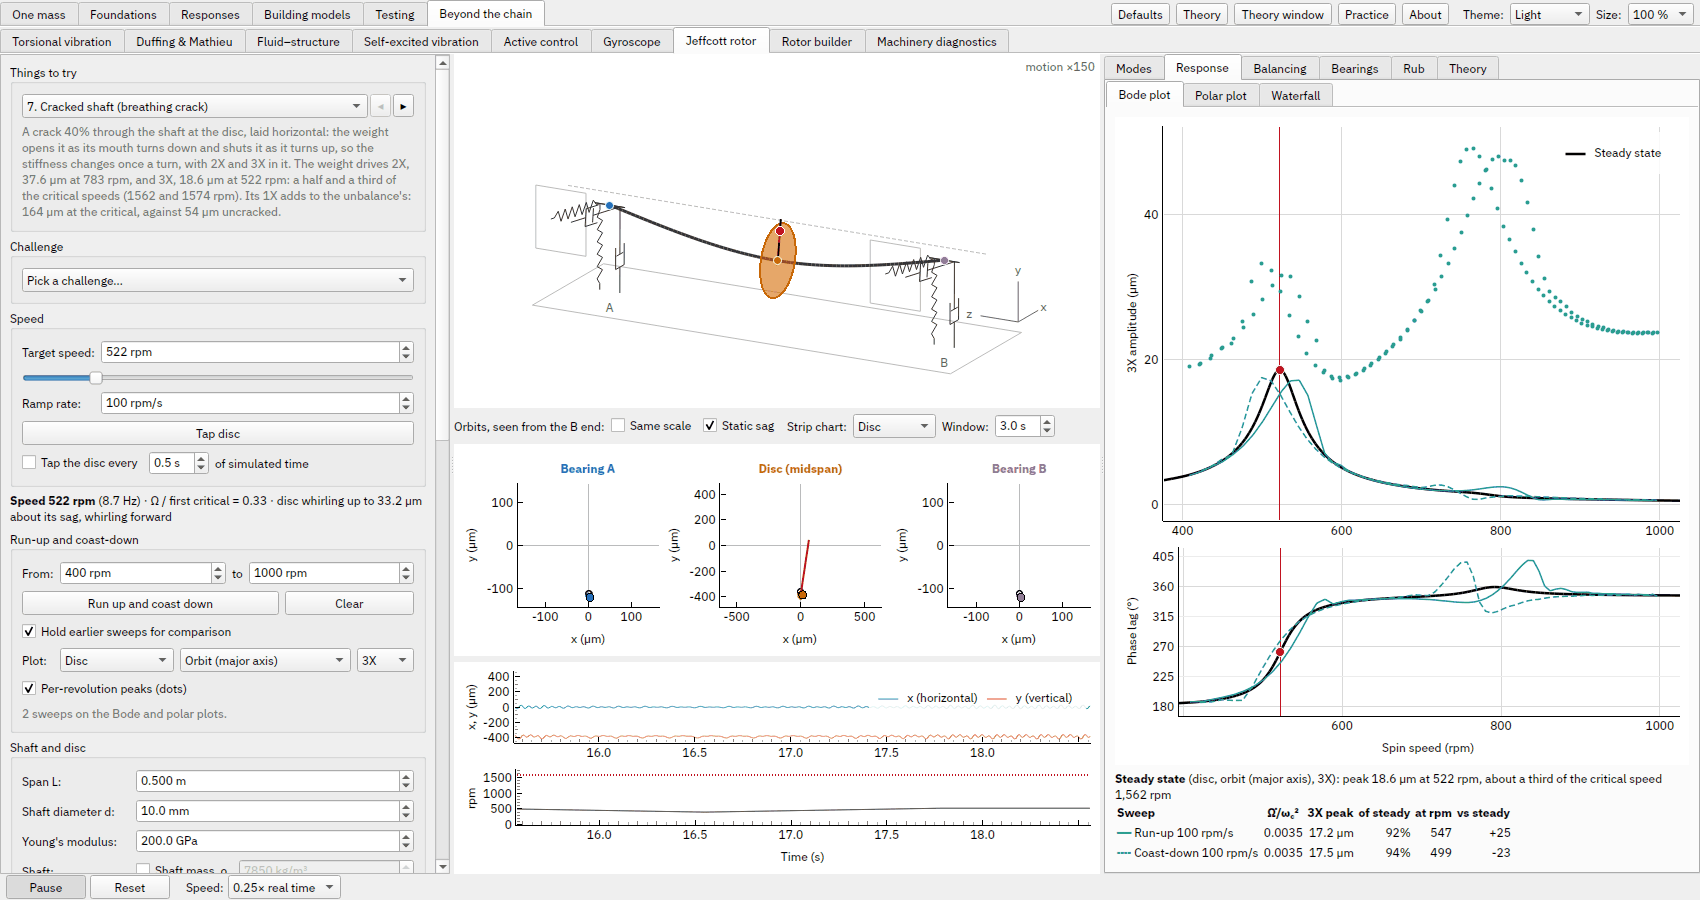 One mass
Foundations
Responses
Building models
Testing
Beyond the chain
Defaults
Theory
Theory window
Practice
About
Theme:
Light
Size:
100 %
Torsional vibration
Duffing & Mathieu
Fluid–structure
Self-excited vibration
Active control
Gyroscope
Jeffcott rotor
Rotor builder
Machinery diagnostics
Things to try
7. Cracked shaft (breathing crack)
A crack 40% through the shaft at the disc, laid horizontal: the weight
opens it as its mouth turns down and shuts it as it turns up, so the
stiffness changes once a turn, with 2X and 3X in it. The weight drives 2X,
37.6 µm at 783 rpm, and 3X, 18.6 µm at 522 rpm: a half and a third of
the critical speeds (1562 and 1574 rpm). Its 1X adds to the unbalance's:
164 µm at the critical, against 54 µm uncracked.
Challenge
Pick a challenge...
Speed
Target speed:
522 rpm
Ramp rate:
100 rpm/s
Tap disc
Tap the disc every
0.5 s
of simulated time
Speed 522 rpm (8.7 Hz) · Ω / first critical = 0.33 · disc whirling up to 33.2 µm
about its sag, whirling forward
Run-up and coast-down
From:
400 rpm
to
1000 rpm
Run up and coast down
Clear
Hold earlier sweeps for comparison
Plot:
Disc
Orbit (major axis)
3X
Per-revolution peaks (dots)
2 sweeps on the Bode and polar plots.
Shaft and disc
Span L:
0.500 m
Shaft diameter d:
10.0 mm
Young's modulus:
200.0 GPa
Shaft:
Shaft mass, ρ
7850 kg/m³
Pause
Reset
Speed:
0.25× real time
motion ×150
A
B
y
x
z
Orbits, seen from the B end:
Same scale
Static sag
Strip chart:
Disc
Window:
3.0 s
Bearing A
100
0
-100
y (µm)
-100
0
100
x (µm)
Disc (midspan)
400
200
0
-200
-400
y (µm)
-500
0
500
x (µm)
Bearing B
100
0
-100
y (µm)
-100
0
100
x (µm)
400
200
0
-200
-400
x, y (µm)
x (horizontal)
y (vertical)
16.0
16.5
17.0
17.5
18.0
1500
1000
500
0
rpm
16.0
16.5
17.0
17.5
18.0
Time (s)
Modes
Response
Balancing
Bearings
Rub
Theory
Bode plot
Polar plot
Waterfall
Steady state
40
20
0
3X amplitude (µm)
400
600
800
1000
405
360
315
270
225
180
Phase lag (°)
600
800
1000
Spin speed (rpm)
Steady state (disc, orbit (major axis), 3X): peak 18.6 µm at 522 rpm, about a third of the critical speed
1,562 rpm
Sweep Ω̇/ω꜀² 3X peak of steady at rpm vs steady
Run-up 100 rpm/s 0.0035 17.2 µm 92% 547 +25
Coast-down 100 rpm/s 0.0035 17.5 µm 94% 499 -23